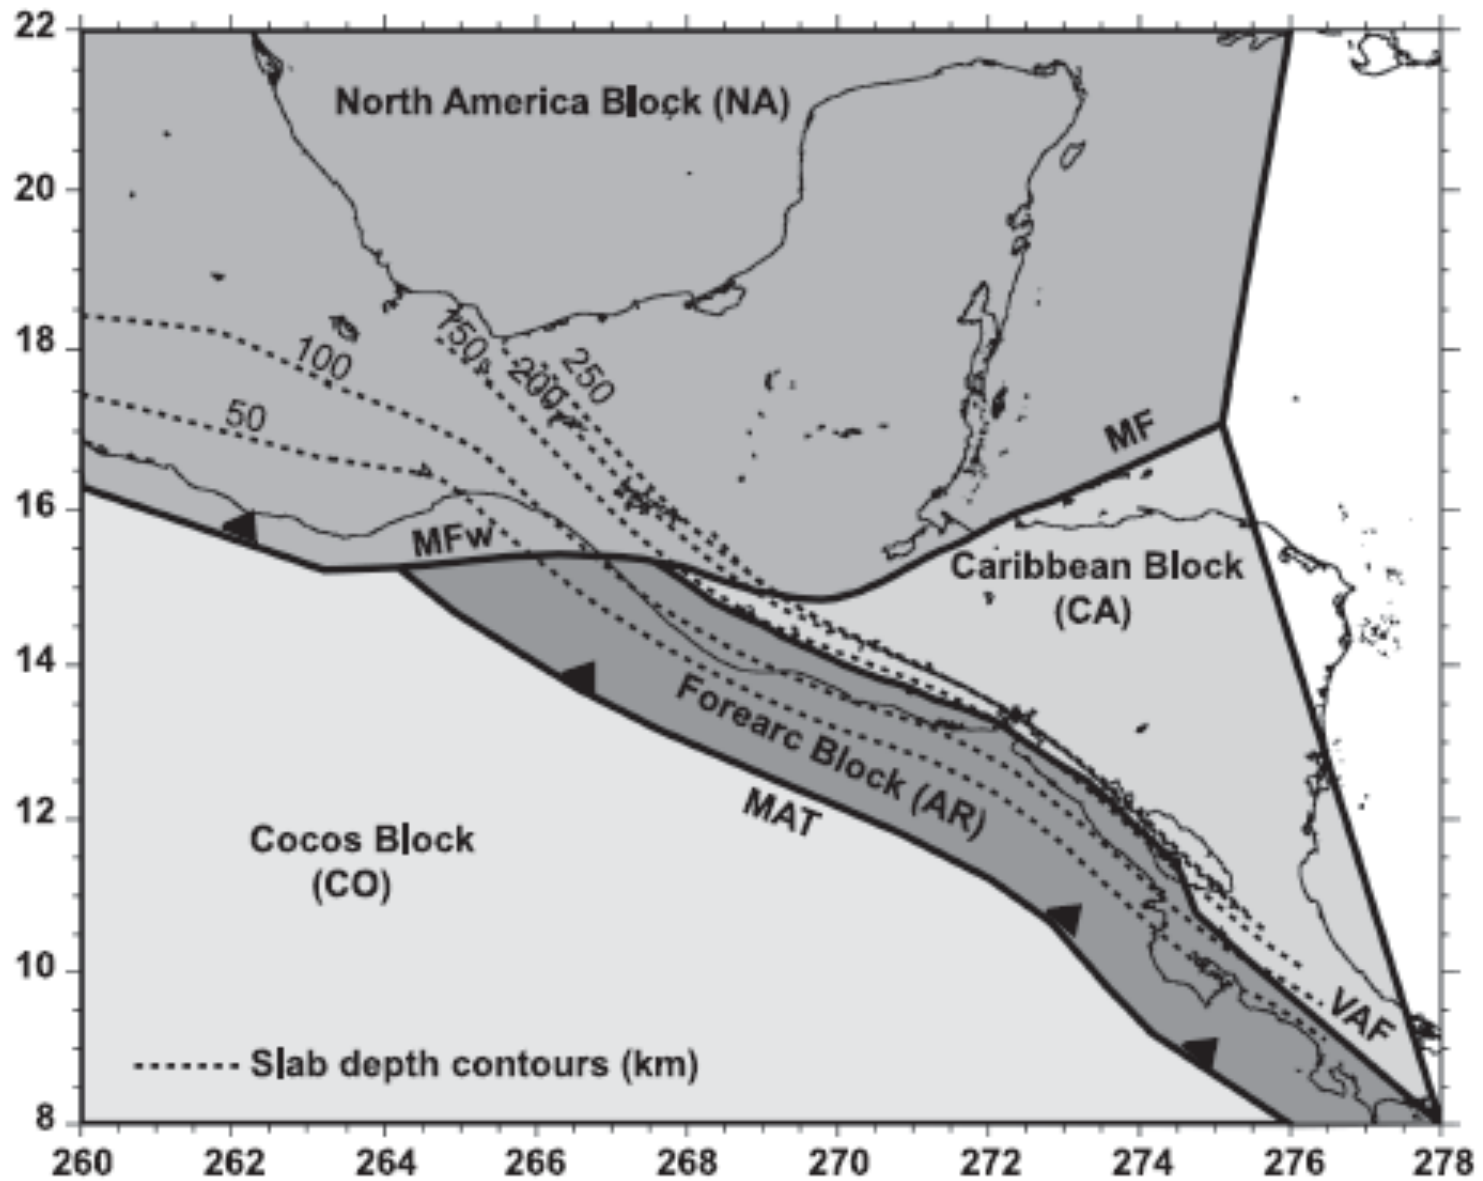 22
North America Block (NA)
20
18
150
250
100
200
50
MF
16
MFw
Caribbean Block
(CA)
14
Forearc Block (AR)
12
MAT
Cocos Block
(CO)
10
VAF
Slab depth contours (km)
8
260 262 264 266 268 270 272 274 276 278